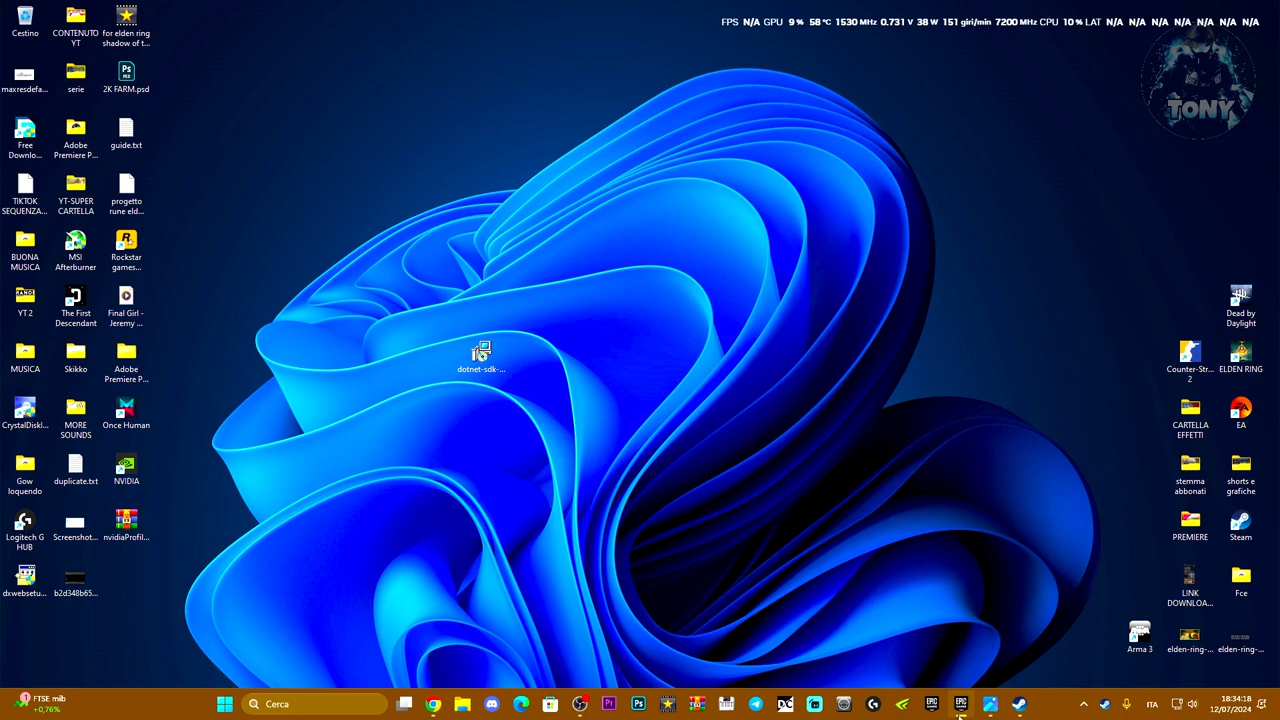 FPS N/A GPU 9 % 58 °C 1530 MHz 0.731 V 38 W 151 giri/min 7200 MHz CPU 10 % LAT N/A N/A N/A N/A N/A N/A N/A
TONY
Cestino
CONTENUTO
YT
for elden ring
shadow of t...
maxresdefa...
serie
2K FARM.psd
Free
Downlo...
Adobe
Premiere P...
guide.txt
TIKTOK
SEQUENZA...
YT-SUPER
CARTELLA
progetto
rune eld...
BUONA
MUSICA
MSI
Afterburner
Rockstar
games...
YT 2
The First
Descendant
Final Girl -
Jeremy ...
MUSICA
Skikko
Adobe
Premiere P...
CrystalDiskI...
MORE
SOUNDS
Once Human
Gow
loquendo
duplicate.txt
NVIDIA
Logitech G
HUB
Screenshot...
nvidiaProfil...
dxwebsetu...
b2d348b65...
dotnet-sdk-...
Dead by
Daylight
Counter-Str...
2
ELDEN RING
CARTELLA
EFFETTI
EA
stemma
abbonati
shorts e
grafiche
PREMIERE
Steam
LINK
DOWNLOA...
Fce
Arma 3
elden-ring-...
elden-ring-...
1
FTSE mib
+0,76%
Cerca
ITA
18:34:18
12/07/2024